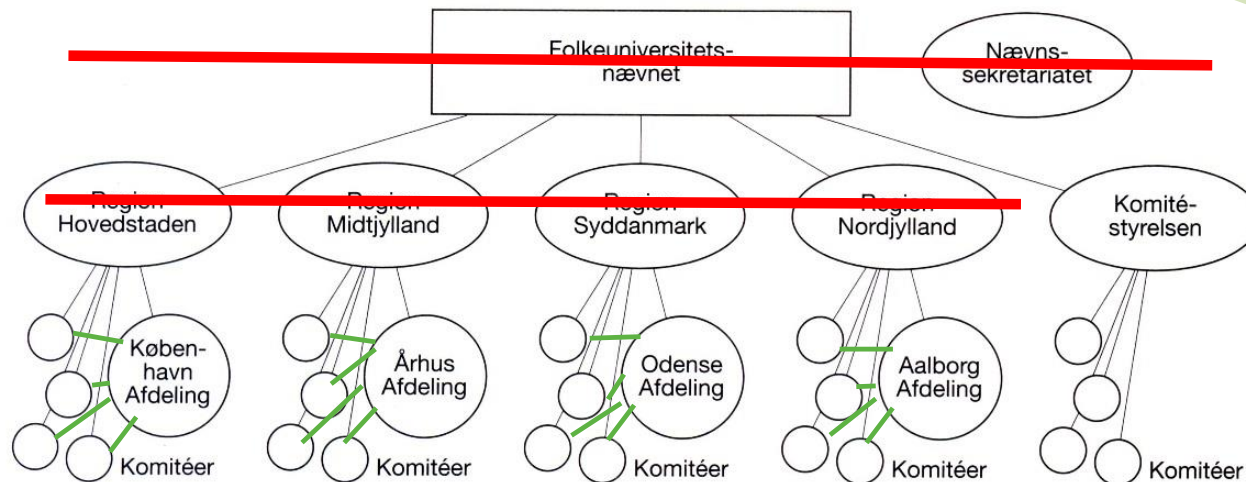 Folkeuniversitets-
nævnet
Nævns-
sekretariatet
Region
Hovedstaden
Region
Midtjylland
Region
Syddanmark
Region
Nordjylland
Komité-
styrelsen
Køben-
havn
Afdeling
Århus
Afdeling
Odense
Afdeling
Aalborg
Afdeling
Komitéer
Komitéer
Komitéer
Komitéer
Komitéer